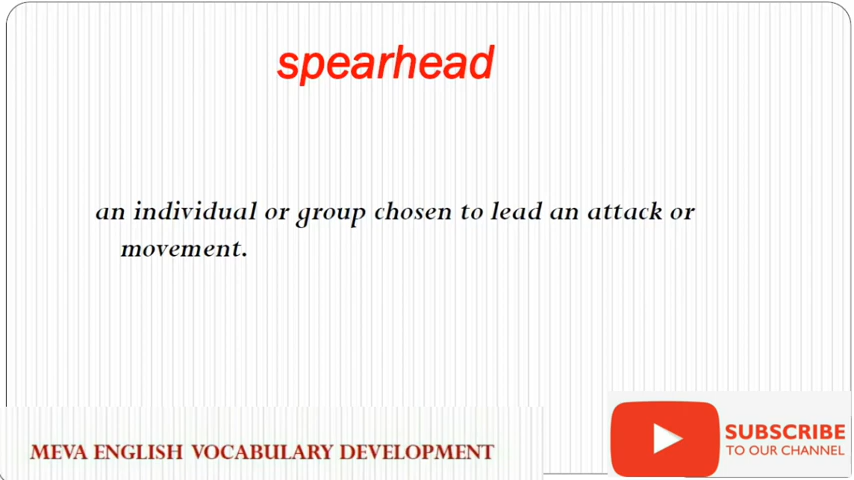 spearhead
an individual or group chosen to lead an attack or
movement.
MEVA ENGLISH VOCABULARY DEVELOPMENT
SUBSCRIBE
TO OUR CHANNEL